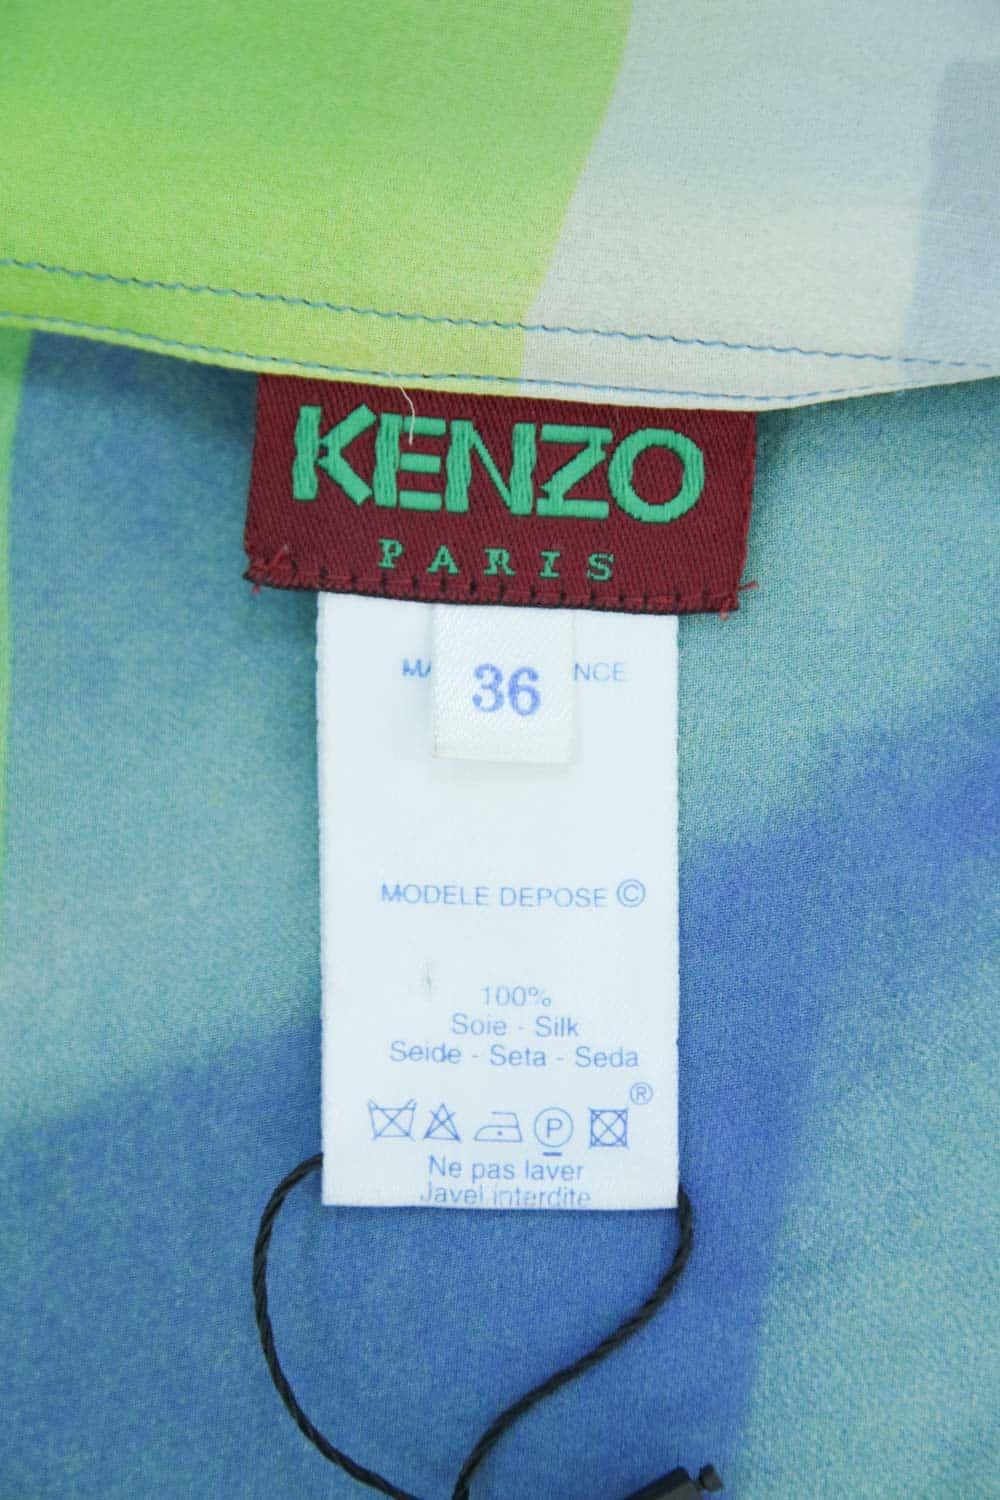 KENZO
PARIS
36
MODELE DEPOSE ©
100%
Soie - Silk
Seide - Seta - Seda
®
P
Ne pas laver
Javel interdite